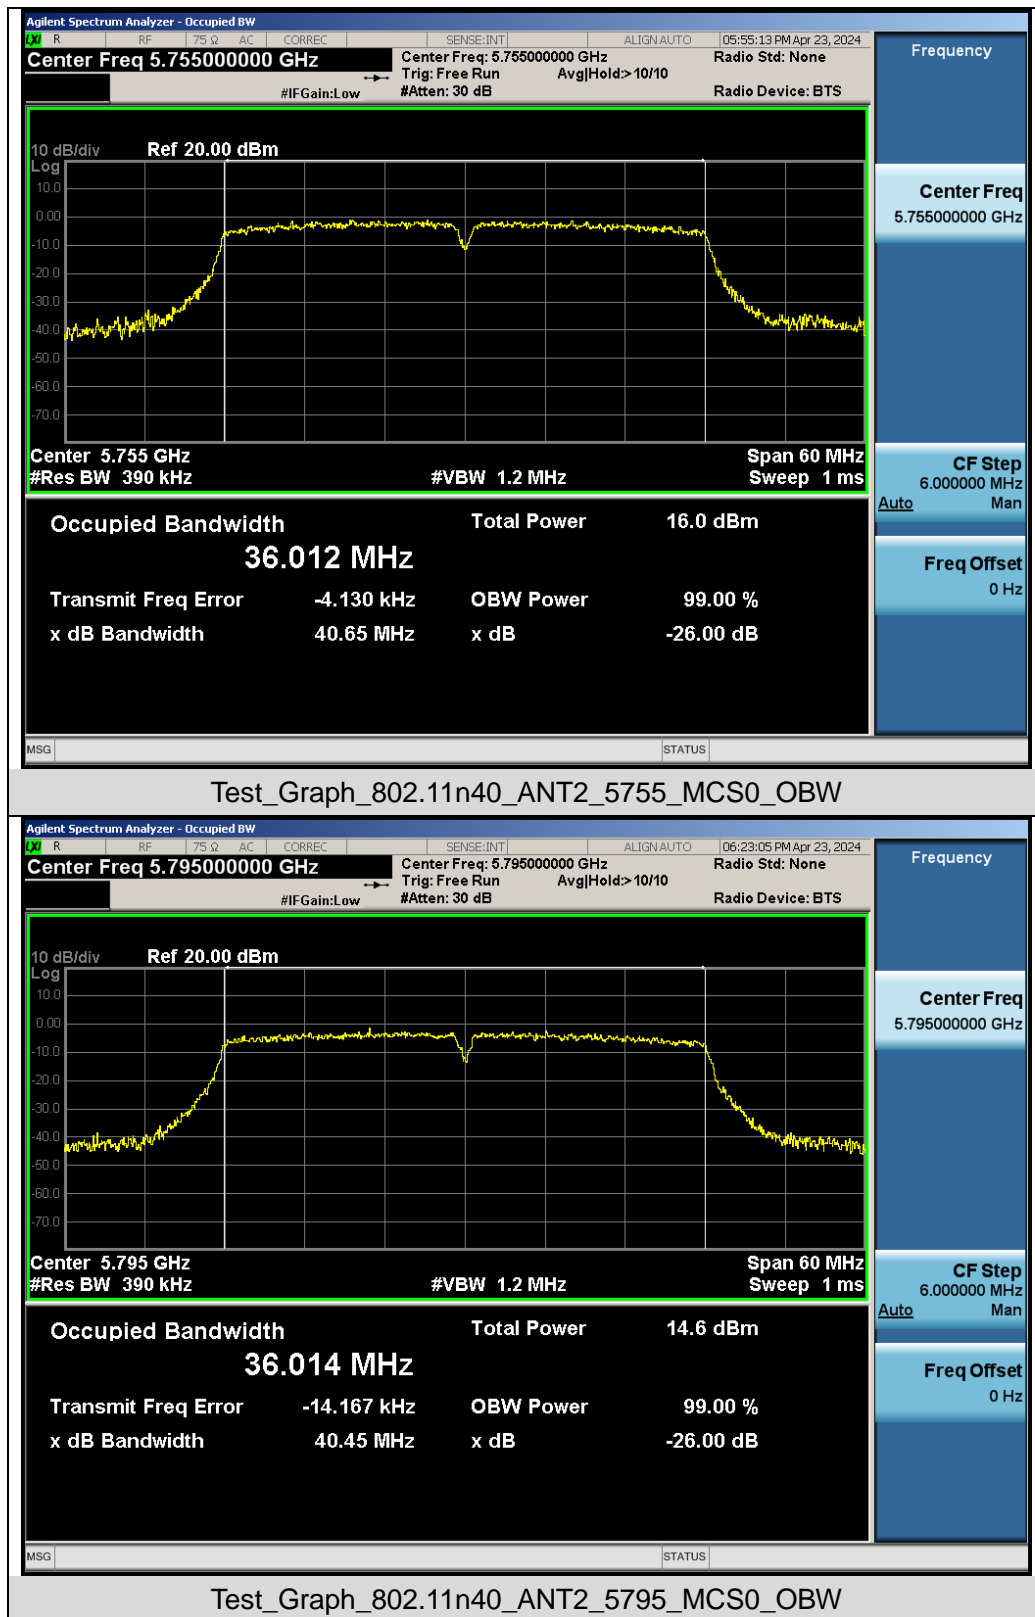 Agilent Spectrum Analyzer - Occupied BW
LXI R RF 75 Ω AC CORREC SENSE:INT ALIGN AUTO 05:55:13 PM Apr 23, 2024
Center Freq 5.755000000 GHz
Center Freq: 5.755000000 GHz Radio Std: None
Trig: Free Run Avg|Hold:>10/10
#IFGain:Low #Atten: 30 dB Radio Device: BTS
Frequency
10 dB/div Ref 20.00 dBm
Log
10.0
0.00
-10.0
-20.0
-30.0
-40.0
-50.0
-60.0
-70.0
Center 5.755 GHz Span 60 MHz
#Res BW 390 kHz #VBW 1.2 MHz Sweep 1 ms
Center Freq
5.755000000 GHz
CF Step
6.000000 MHz
Auto Man
Freq Offset
0 Hz
Occupied Bandwidth Total Power 16.0 dBm
36.012 MHz
Transmit Freq Error -4.130 kHz OBW Power 99.00 %
x dB Bandwidth 40.65 MHz x dB -26.00 dB
MSG STATUS
Test_Graph_802.11n40_ANT2_5755_MCS0_OBW
Agilent Spectrum Analyzer - Occupied BW
LXI R RF 75 Ω AC CORREC SENSE:INT ALIGN AUTO 06:23:05 PM Apr 23, 2024
Center Freq 5.795000000 GHz
Center Freq: 5.795000000 GHz Radio Std: None
Trig: Free Run Avg|Hold:>10/10
#IFGain:Low #Atten: 30 dB Radio Device: BTS
Frequency
10 dB/div Ref 20.00 dBm
Log
10.0
0.00
-10.0
-20.0
-30.0
-40.0
-50.0
-60.0
-70.0
Center 5.795 GHz Span 60 MHz
#Res BW 390 kHz #VBW 1.2 MHz Sweep 1 ms
Center Freq
5.795000000 GHz
CF Step
6.000000 MHz
Auto Man
Freq Offset
0 Hz
Occupied Bandwidth Total Power 14.6 dBm
36.014 MHz
Transmit Freq Error -14.167 kHz OBW Power 99.00 %
x dB Bandwidth 40.45 MHz x dB -26.00 dB
MSG STATUS
Test_Graph_802.11n40_ANT2_5795_MCS0_OBW